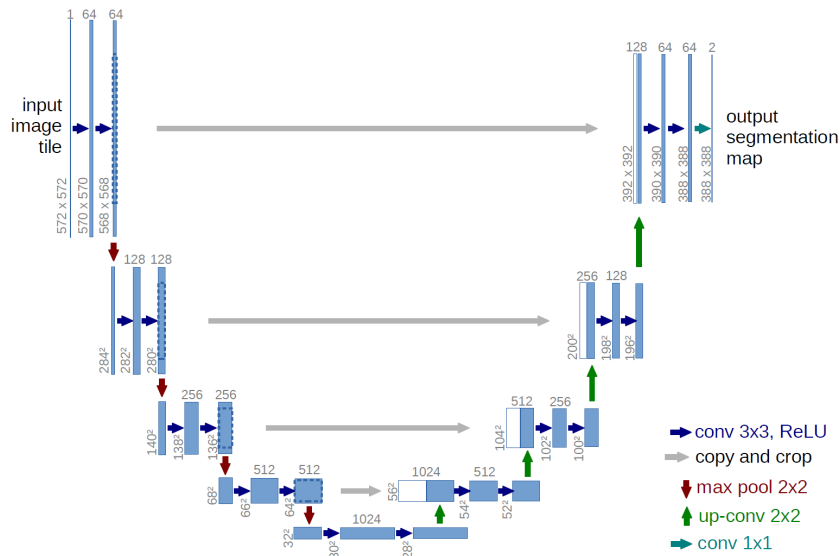 1 64 64
128 64 64 2
input
image
tile
output
segmentation
map
572 x 572
570 x 570
568 x 568
392 x 392
390 x 390
388 x 388
388 x 388
128 128
256 128
284²
282²
280²
200²
198²
196²
256 256
512 256
140²
138²
136²
104²
102²
100²
512 512
1024 512
68²
66²
64²
56²
54²
52²
1024
32²
30²
28²
conv 3x3, ReLU
copy and crop
max pool 2x2
up-conv 2x2
conv 1x1